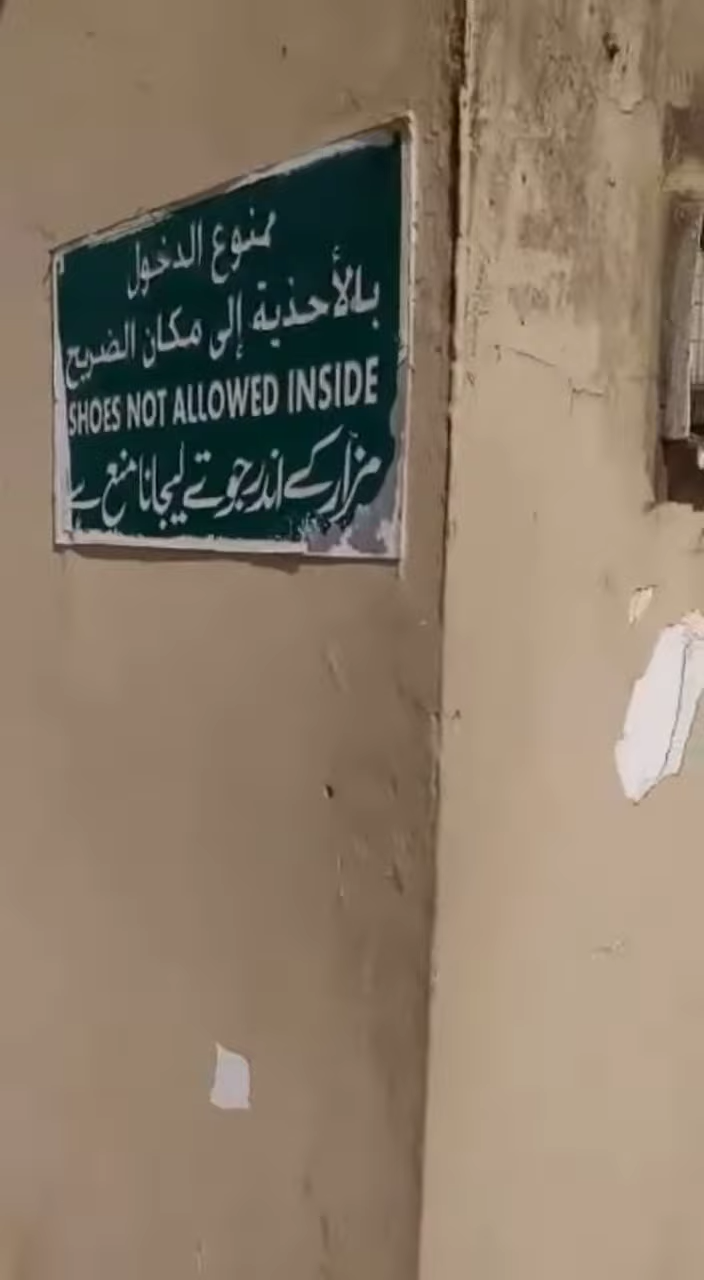 ممنوع الدخول
بالأحذية إلى مكان الضريح
SHOES NOT ALLOWED INSIDE
مزار کے اندر جوتے لیجانا منع ہے